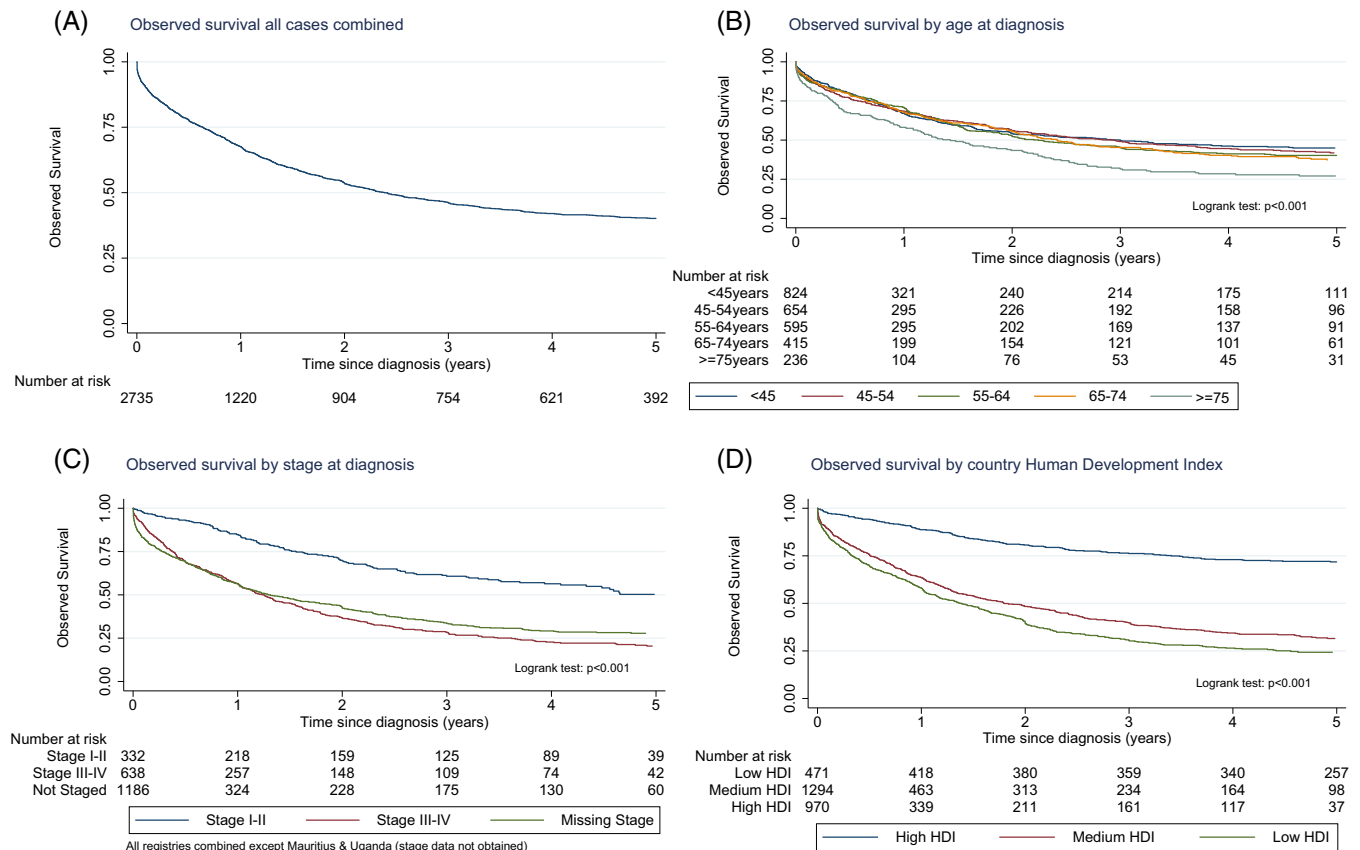 (A) Observed survival all cases combined
1.00
0.75
0.50
0.25
0.00
Observed Survival
0 1 2 3 4 5
Time since diagnosis (years)
Number at risk
2735 1220 904 754 621 392
(B) Observed survival by age at diagnosis
1.00
0.75
0.50
0.25
0.00
Observed Survival
Logrank test: p<0.001
0 1 2 3 4 5
Time since diagnosis (years)
Number at risk
<45years 824 321 240 214 175 111
45-54years 654 295 226 192 158 96
55-64years 595 295 202 169 137 91
65-74years 415 199 154 121 101 61
>=75years 236 104 76 53 45 31
<45 45-54 55-64 65-74 >=75
(C) Observed survival by stage at diagnosis
1.00
0.75
0.50
0.25
0.00
Observed Survival
Logrank test: p<0.001
0 1 2 3 4 5
Time since diagnosis (years)
Number at risk
Stage I-II 332 218 159 125 89 39
Stage III-IV 638 257 148 109 74 42
Not Staged 1186 324 228 175 130 60
Stage I-II Stage III-IV Missing Stage
All registries combined except Mauritius & Uganda (stage data not obtained)
(D) Observed survival by country Human Development Index
1.00
0.75
0.50
0.25
0.00
Observed Survival
Logrank test: p<0.001
0 1 2 3 4 5
Time since diagnosis (years)
Number at risk
Low HDI 471 418 380 359 340 257
Medium HDI 1294 463 313 234 164 98
High HDI 970 339 211 161 117 37
High HDI Medium HDI Low HDI